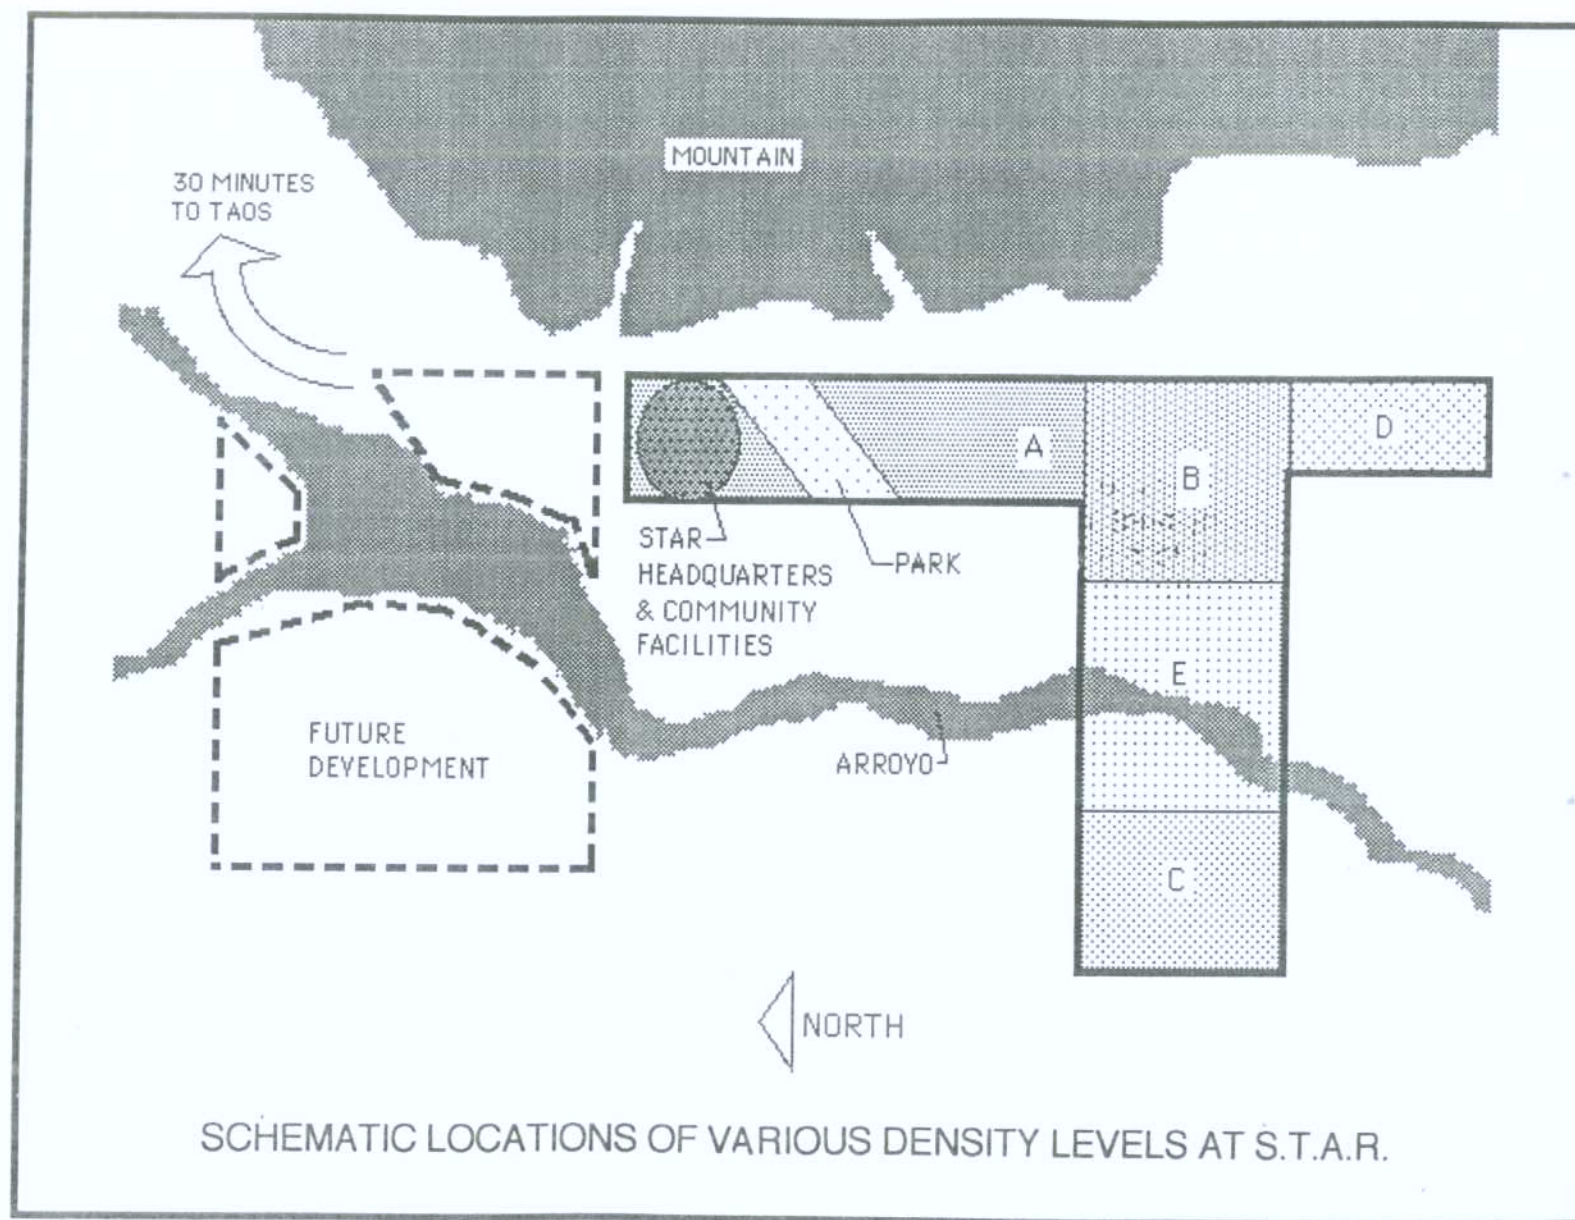 MOUNTAIN
30 MINUTES
TO TAOS
A
B
D
STAR
HEADQUARTERS
& COMMUNITY
FACILITIES
PARK
E
FUTURE
DEVELOPMENT
ARROYO
C
NORTH
SCHEMATIC LOCATIONS OF VARIOUS DENSITY LEVELS AT S.T.A.R.